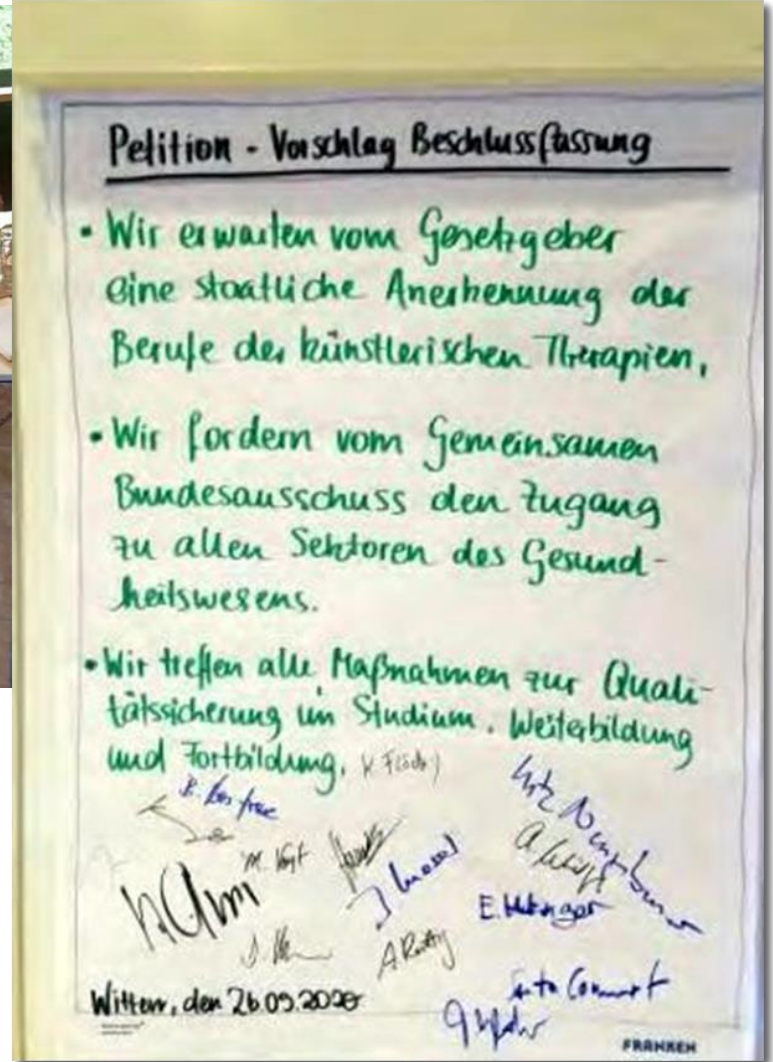 Petition - Vorschlag Beschlussfassung
• Wir erwarten vom Gesetzgeber
eine staatliche Anerkennung der
Berufe der künstlerischen Therapien.
• Wir fordern vom Gemeinsamen
Bundesausschuss den Zugang
zu allen Sektoren des Gesund-
heitswesens.
• Wir treffen alle Maßnahmen zur Quali-
tätssicherung im Studium, Weiterbildung
und Fortbildung.
M. Vogt
Witten, den 26.09.2020
FRANKEN